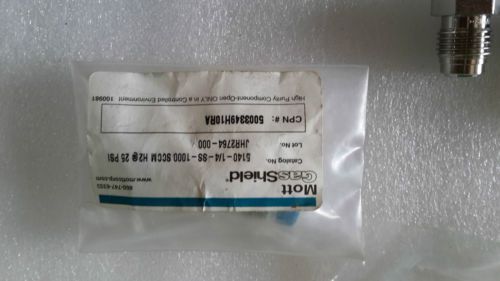 Mott
GasShield
860-747-6333
www.mottcorp.com
Catalog No.
5140 -1/4- SS- 1000 SCCM H2@ 25 PSI
Lot No.
JHR2764-000
CPN #: 5003349H10RA
High Purity Component-Open ONLY in a Controlled Environment 100981